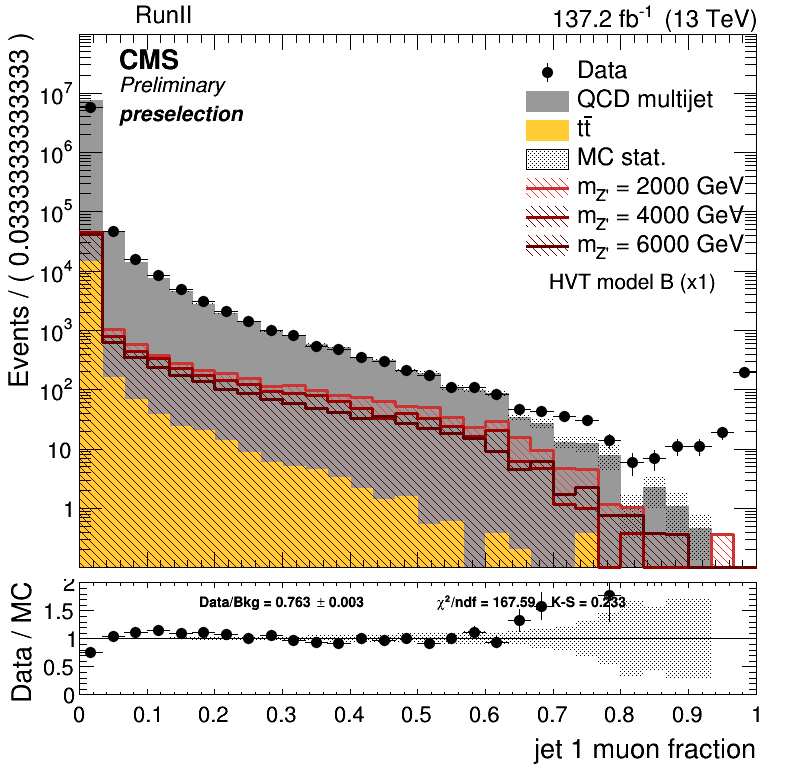 RunII
137.2 fb⁻¹ (13 TeV)
CMS
Preliminary
preselection
Data
QCD multijet
tt̄
MC stat.
m_Z' = 2000 GeV
m_Z' = 4000 GeV
m_Z' = 6000 GeV
HVT model B (x1)
Events / ( 0.0333333333333333 )
10⁷
10⁶
10⁵
10⁴
10³
10²
10
1
Data/Bkg = 0.763 ± 0.003
χ²/ndf = 167.59, K-S = 0.233
Data / MC
2
1.5
1
0.5
0
0 0.1 0.2 0.3 0.4 0.5 0.6 0.7 0.8 0.9 1
jet 1 muon fraction